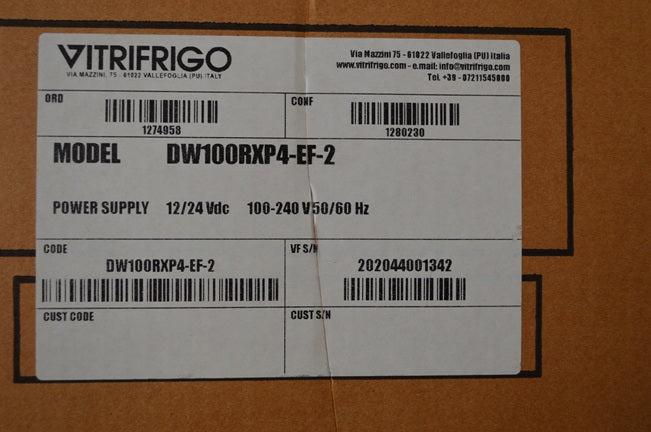 VITRIFRIGO
VIA MAZZINI, 75 - 61022 VALLEFOGLIA (PU) ITALY
Via Mazzini 75 - 61022 Vallefoglia (PU) Italia
www.vitrifrigo.com - e.mail: info@vitrifrigo.com
Tel. +39 - 07211545000
ORD
1274958
CONF
1280230
MODEL DW100RXP4-EF-2
POWER SUPPLY 12/24 Vdc 100-240 V 50/60 Hz
CODE
DW100RXP4-EF-2
VF S/N
202044001342
CUST CODE
CUST S/N